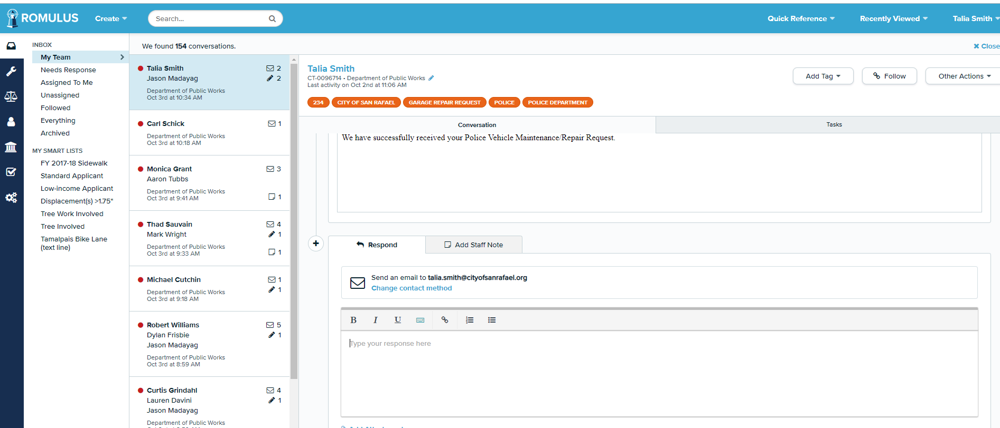 ROMULUS
Create
Search...
Quick Reference
Recently Viewed
Talia Smith
INBOX
My Team
Needs Response
Assigned To Me
Unassigned
Followed
Everything
Archived
MY SMART LISTS
FY 2017-18 Sidewalk
Standard Applicant
Low-income Applicant
Displacement(s) >1.75"
Tree Work Involved
Tree Involved
Tamalpais Bike Lane
(text line)
We found 154 conversations.
Close
Talia Smith 2
Jason Madayag 2
Department of Public Works
Oct 3rd at 10:34 AM
Carl Schick 1
Department of Public Works
Oct 3rd at 10:18 AM
Monica Grant 3
Aaron Tubbs
Department of Public Works
Oct 3rd at 9:41 AM 1
Thad Sauvain 4
Mark Wright 1
Department of Public Works
Oct 3rd at 9:33 AM 1
Michael Cutchin 1
1
Department of Public Works
Oct 3rd at 9:18 AM
Robert Williams 5
Dylan Frisbie 1
Jason Madayag
Department of Public Works
Oct 3rd at 8:59 AM
Curtis Grindahl 4
Lauren Davini 1
Jason Madayag
Department of Public Works
Talia Smith
CT-0096714 • Department of Public Works
Last activity on Oct 2nd at 11:06 AM
Add Tag
Follow
Other Actions
234
CITY OF SAN RAFAEL
GARAGE REPAIR REQUEST
POLICE
POLICE DEPARTMENT
Conversation
Tasks
We have successfully received your Police Vehicle Maintenance/Repair Request.
Respond
Add Staff Note
Send an email to talia.smith@cityofsanrafael.org
Change contact method
B I U
Type your response here